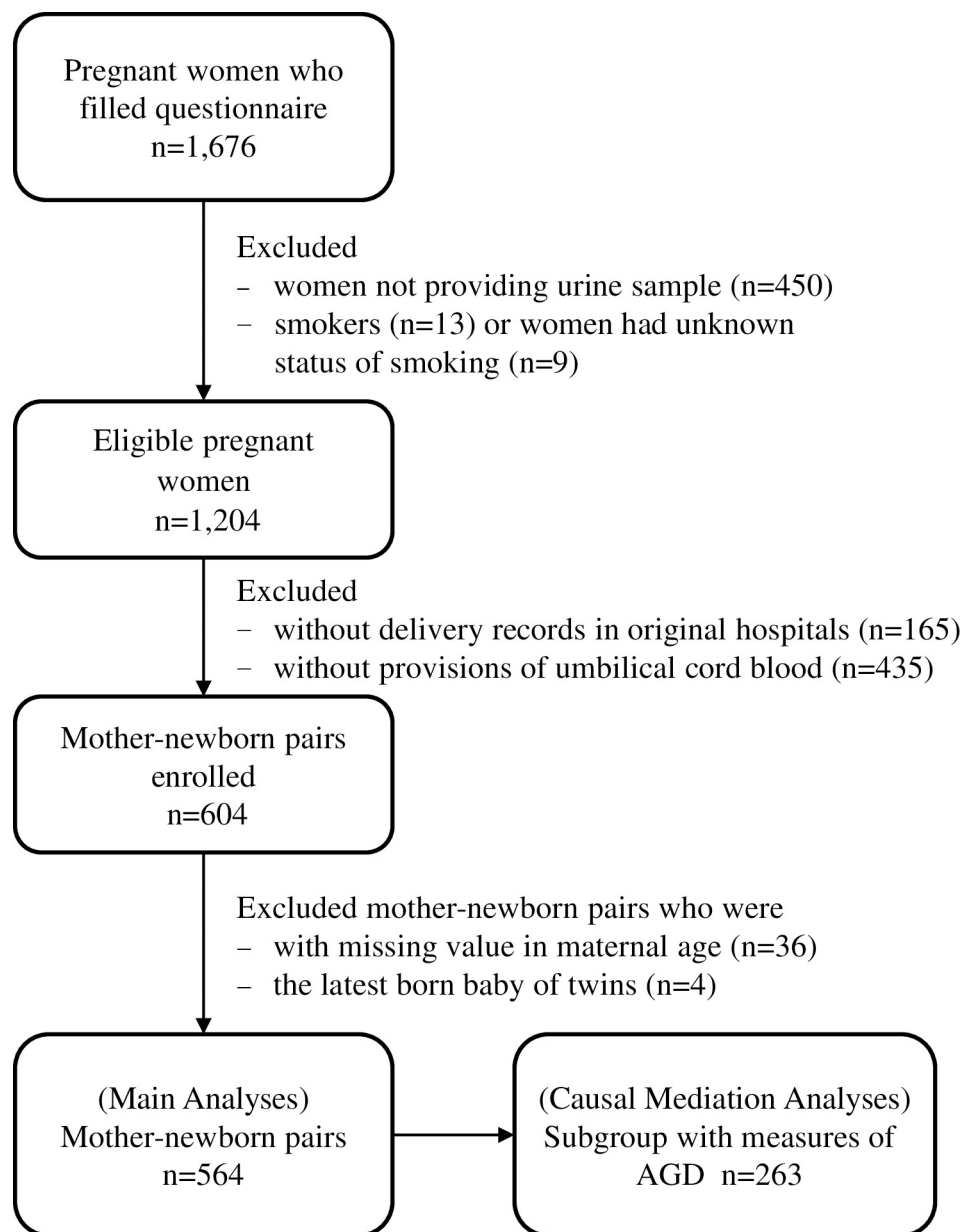 Pregnant women who
filled questionnaire
n=1,676
Excluded
- women not providing urine sample (n=450)
- smokers (n=13) or women had unknown
status of smoking (n=9)
Eligible pregnant
women
n=1,204
Excluded
- without delivery records in original hospitals (n=165)
- without provisions of umbilical cord blood (n=435)
Mother-newborn pairs
enrolled
n=604
Excluded mother-newborn pairs who were
- with missing value in maternal age (n=36)
- the latest born baby of twins (n=4)
(Main Analyses)
Mother-newborn pairs
n=564
(Causal Mediation Analyses)
Subgroup with measures of
AGD n=263